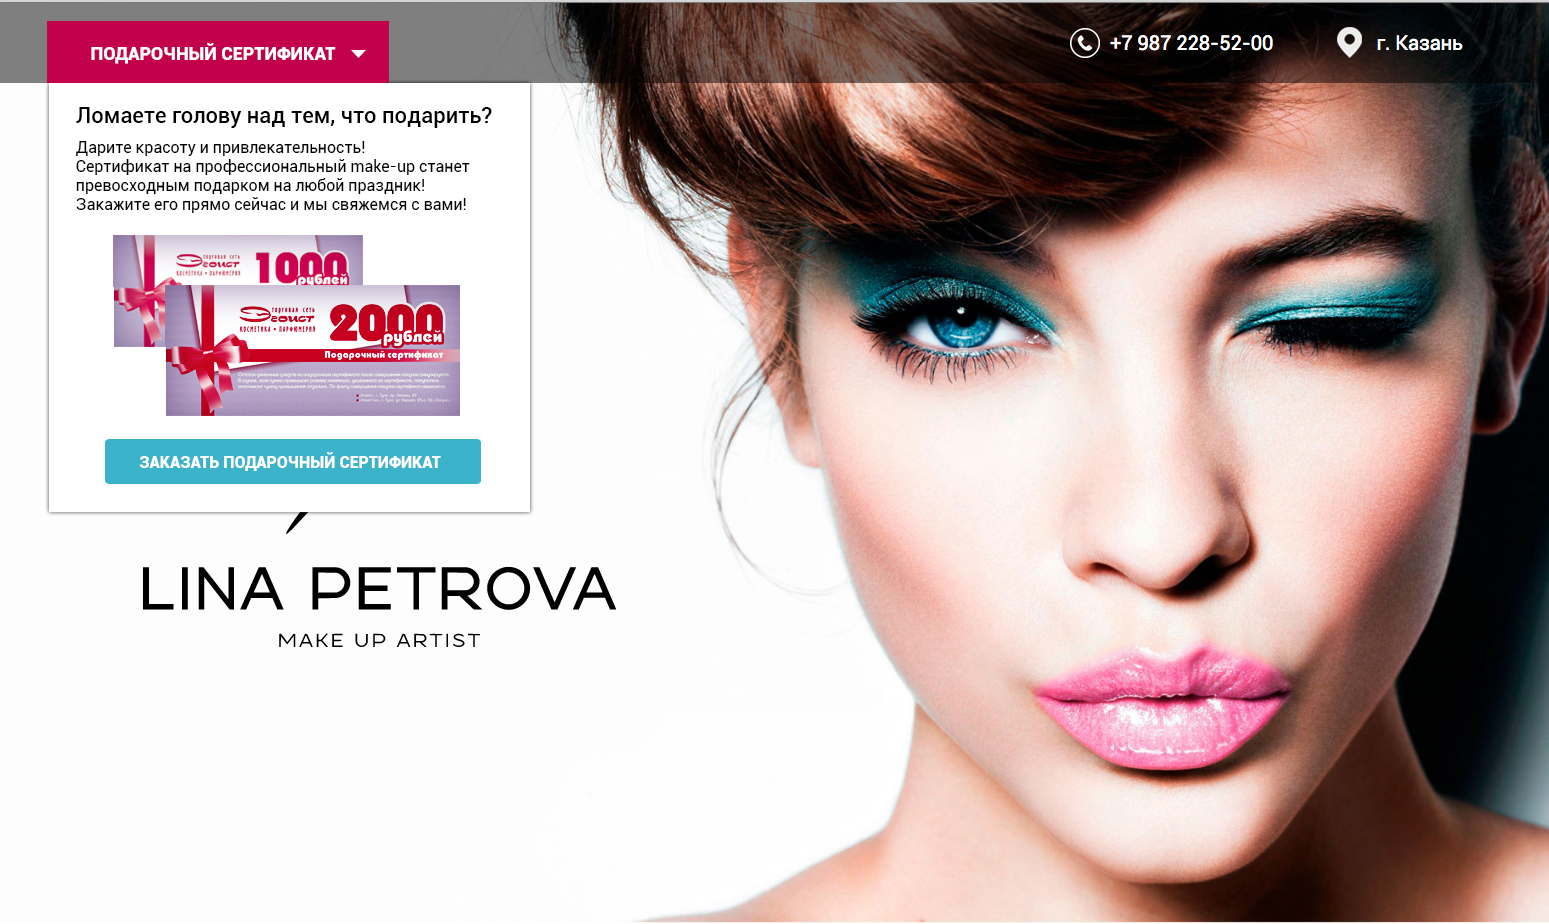 ПОДАРОЧНЫЙ СЕРТИФИКАТ
+7 987 228-52-00
г. Казань
Ломаете голову над тем, что подарить?
Дарите красоту и привлекательность!
Сертификат на профессиональный make-up станет
превосходным подарком на любой праздник!
Закажите его прямо сейчас и мы свяжемся с вами!
торговая сеть
Эгоист
КОСМЕТИКА • ПАРФЮМЕРИЯ
1000
рублей
торговая сеть
Эгоист
КОСМЕТИКА • ПАРФЮМЕРИЯ
2000
рублей
Подарочный сертификат
ЗАКАЗАТЬ ПОДАРОЧНЫЙ СЕРТИФИКАТ
LINA PETROVA
MAKE UP ARTIST